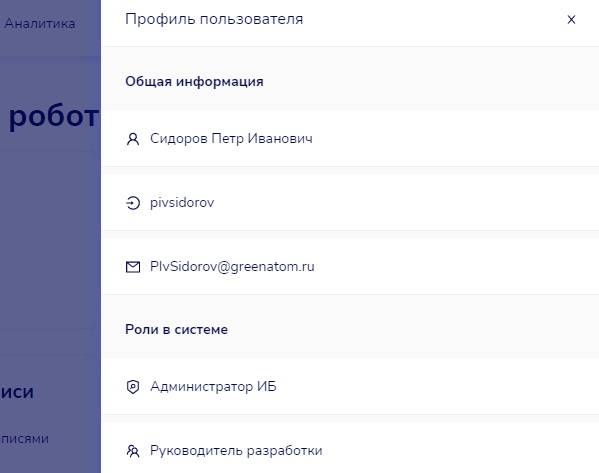 Профиль пользователя
x
Аналитика
Общая информация
робот
Сидоров Петр Иванович
pivsidorov
PIvSidorov@greenatom.ru
Роли в системе
Администратор ИБ
иси
писями
Руководитель разработки